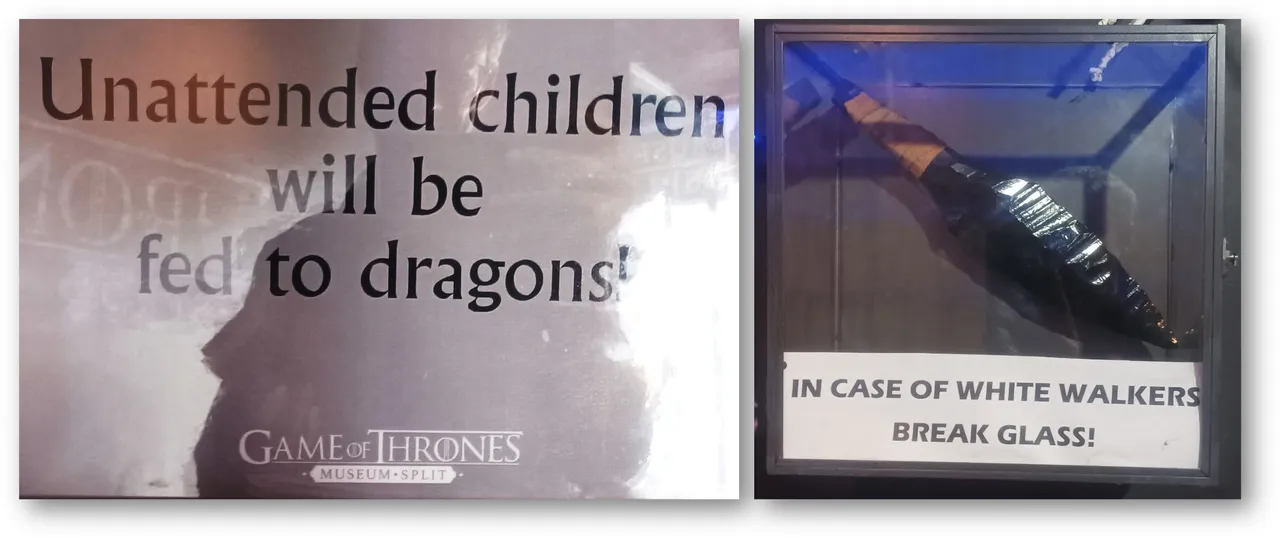 Unattended children
will be
fed to dragons!
GAME OF THRONES
MUSEUM • SPLIT
IN CASE OF WHITE WALKERS
BREAK GLASS!